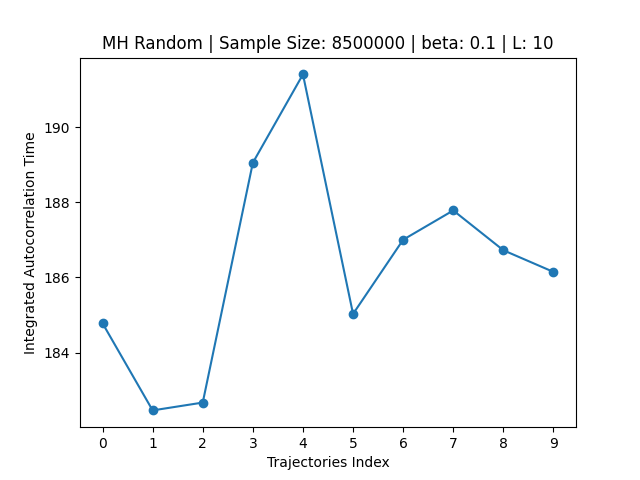 MH Random | Sample Size: 8500000 | beta: 0.1 | L: 10
Integrated Autocorrelation Time
190
188
186
184
0 1 2 3 4 5 6 7 8 9
Trajectories Index